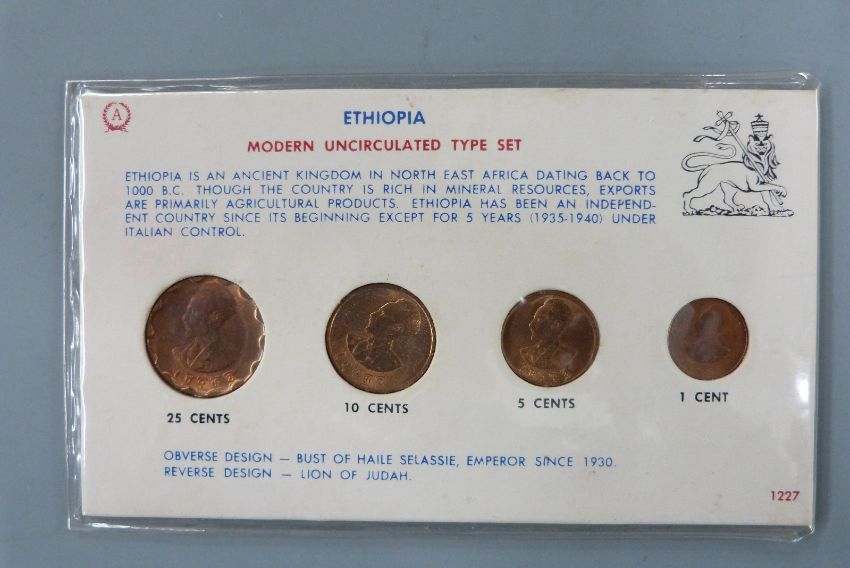 A
ETHIOPIA
MODERN UNCIRCULATED TYPE SET
ETHIOPIA IS AN ANCIENT KINGDOM IN NORTH EAST AFRICA DATING BACK TO
1000 B.C. THOUGH THE COUNTRY IS RICH IN MINERAL RESOURCES, EXPORTS
ARE PRIMARILY AGRICULTURAL PRODUCTS. ETHIOPIA HAS BEEN AN INDEPEND-
ENT COUNTRY SINCE ITS BEGINNING EXCEPT FOR 5 YEARS (1935-1940) UNDER
ITALIAN CONTROL.
25 CENTS
10 CENTS
5 CENTS
1 CENT
OBVERSE DESIGN — BUST OF HAILE SELASSIE, EMPEROR SINCE 1930.
REVERSE DESIGN — LION OF JUDAH.
1227